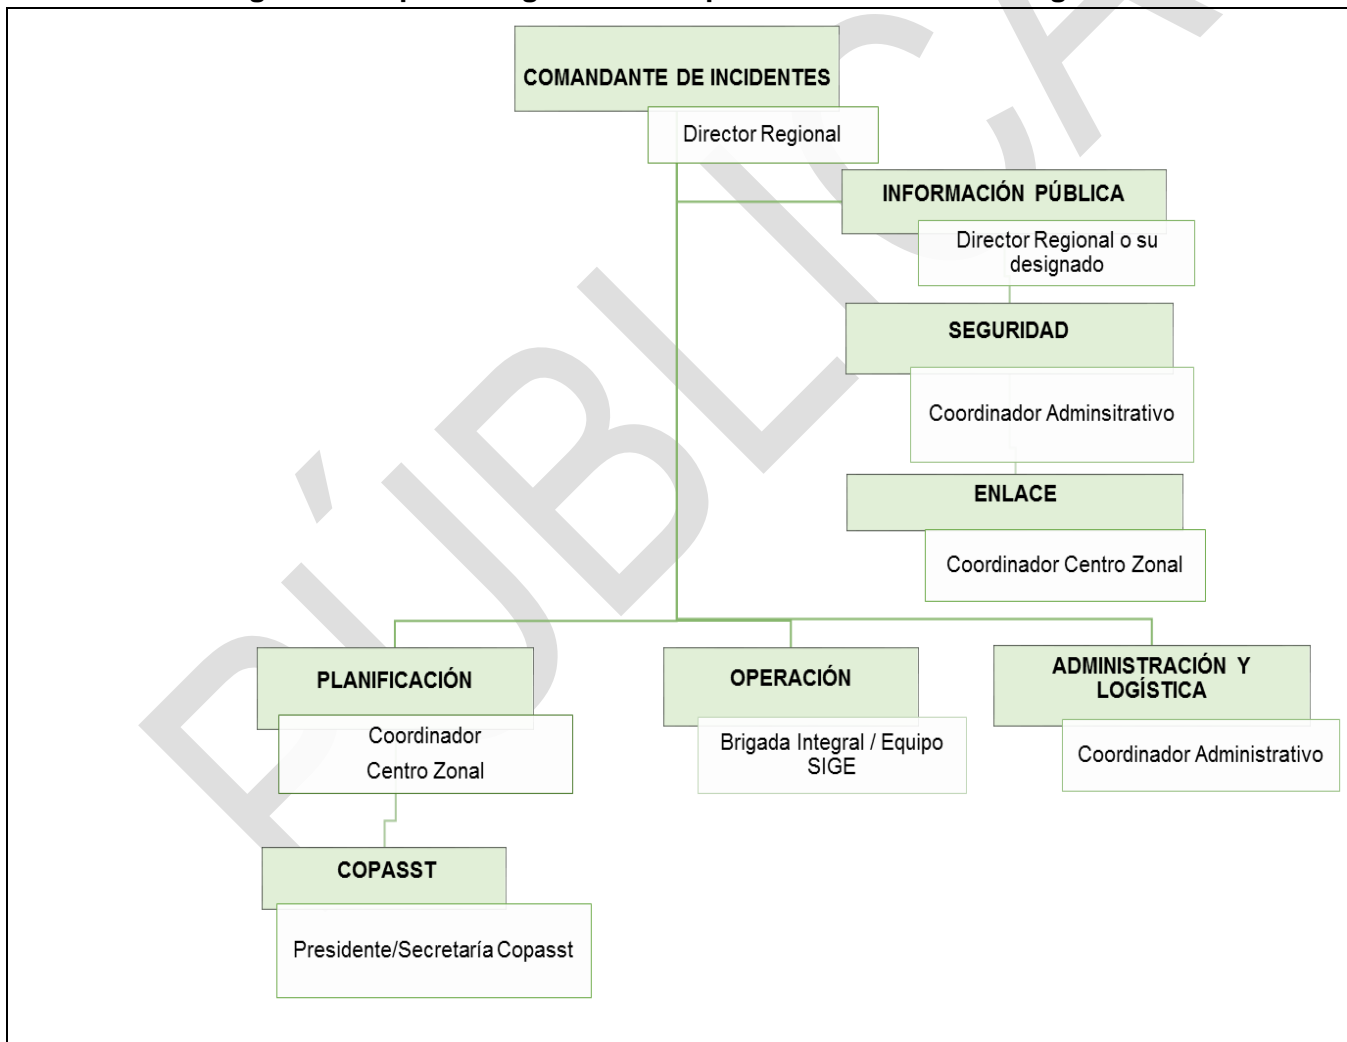 COMANDANTE DE INCIDENTES
Director Regional
INFORMACIÓN PÚBLICA
Director Regional o su
designado
SEGURIDAD
Coordinador Adminsitrativo
ENLACE
Coordinador Centro Zonal
PLANIFICACIÓN
Coordinador
Centro Zonal
OPERACIÓN
Brigada Integral / Equipo
SIGE
ADMINISTRACIÓN Y
LOGÍSTICA
Coordinador Administrativo
COPASST
Presidente/Secretaría Copasst
PÚBLICA